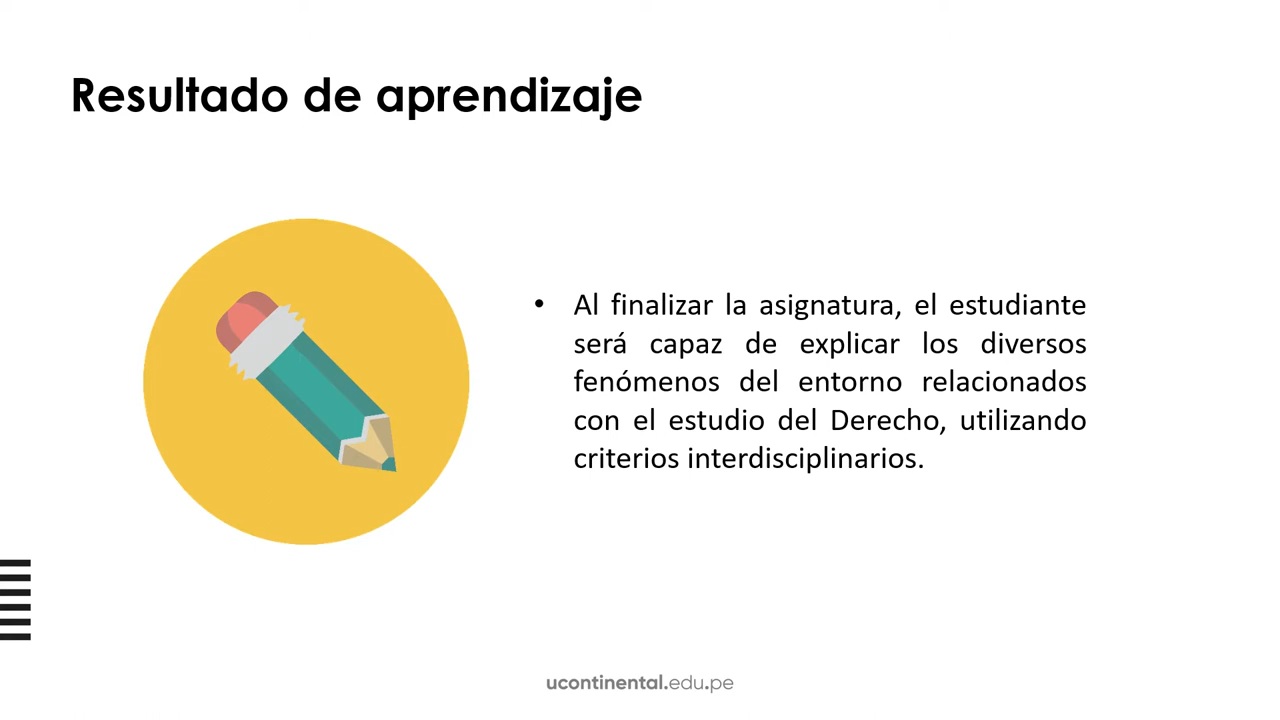 Resultado de aprendizaje
• Al finalizar la asignatura, el estudiante
será capaz de explicar los diversos
fenómenos del entorno relacionados
con el estudio del Derecho, utilizando
criterios interdisciplinarios.
ucontinental.edu.pe